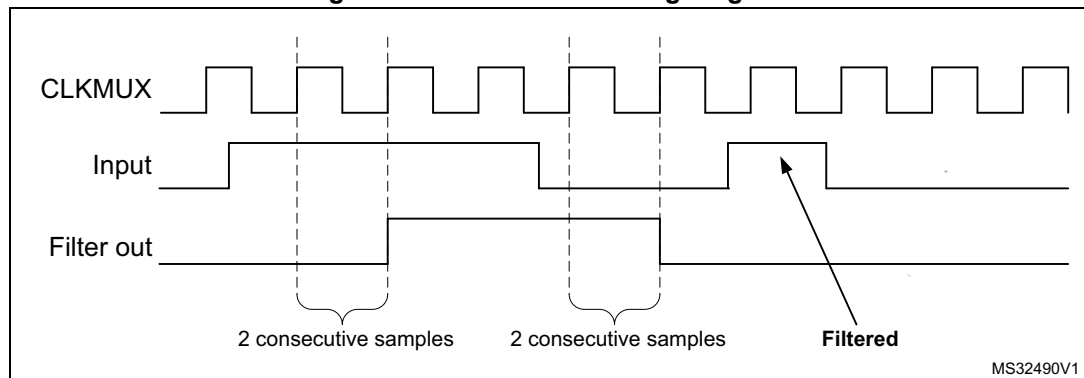 CLKMUX
Input
Filter out
2 consecutive samples
2 consecutive samples
Filtered
MS32490V1